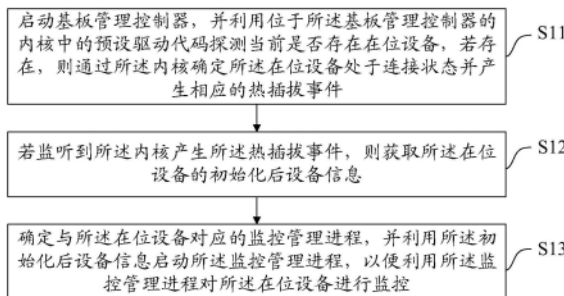 启动基板管理控制器，并利用位于所述基板管理控制器的
内核中的预设驱动代码探测当前是否存在在位设备，若存
在，则通过所述内核确定所述在位设备处于连接状态并产
生相应的热插拔事件
S11
若监听到所述内核产生所述热插拔事件，则获取所述在位
设备的初始化后设备信息
S12
确定与所述在位设备对应的监控管理进程，并利用所述初
始化后设备信息启动所述监控管理进程，以便利用所述监
控管理进程对所述在位设备进行监控
S13